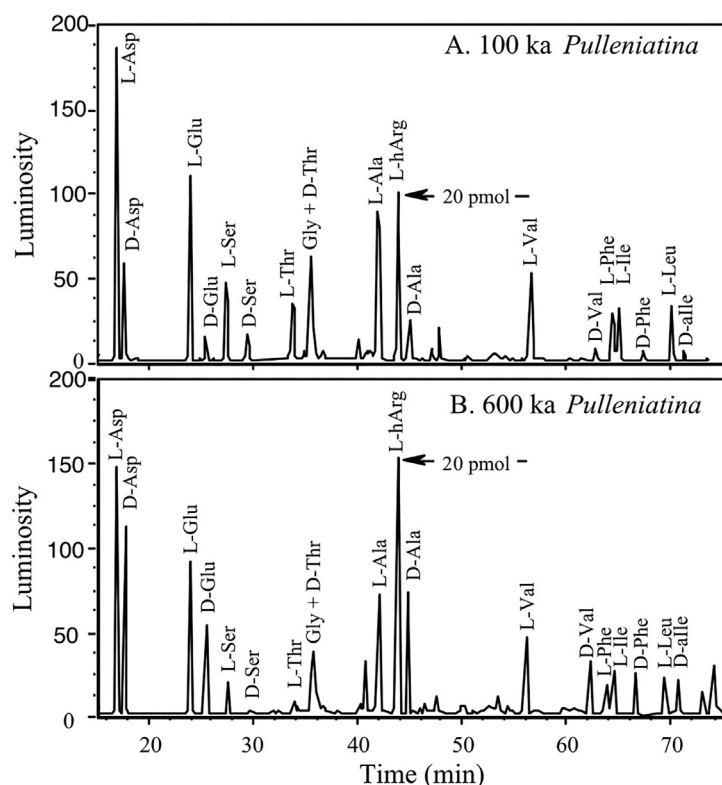 A. 100 ka Pulleniatina
Luminosity
200
150
100
50
0
L-Asp
D-Asp
L-Glu
D-Glu
L-Ser
D-Ser
L-Thr
Gly + D-Thr
L-Ala
L-hArg
20 pmol
D-Ala
L-Val
D-Val
L-Phe
L-Ile
D-Phe
L-Leu
D-aIle
B. 600 ka Pulleniatina
Luminosity
200
150
100
50
0
L-Asp
D-Asp
L-Glu
D-Glu
L-Ser
D-Ser
L-Thr
Gly + D-Thr
L-Ala
L-hArg
20 pmol
D-Ala
L-Val
D-Val
L-Phe
L-Ile
D-Phe
L-Leu
D-aIle
20 30 40 50 60 70
Time (min)